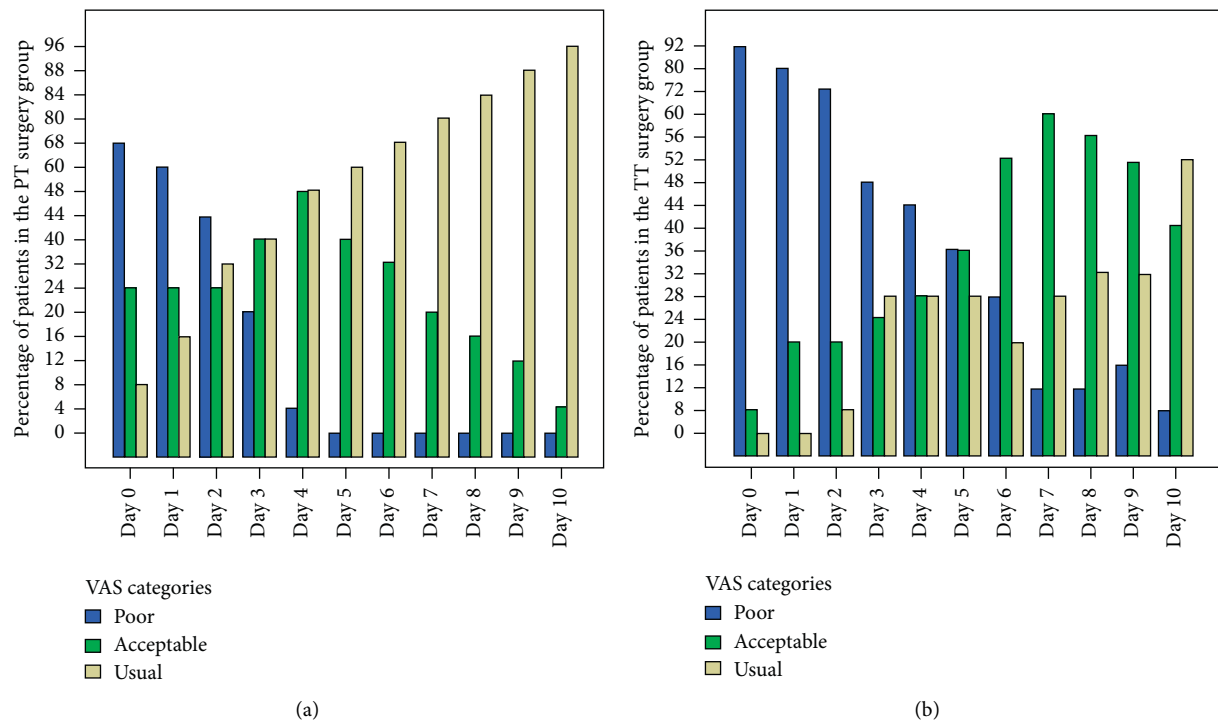 Percentage of patients in the PT surgery group
96
88
84
80
68
60
48
44
40
32
24
20
16
12
8
4
0
Day 0
Day 1
Day 2
Day 3
Day 4
Day 5
Day 6
Day 7
Day 8
Day 9
Day 10
VAS categories
Poor
Acceptable
Usual
(a)
Percentage of patients in the TT surgery group
92
80
72
60
56
52
48
44
40
36
32
28
24
20
16
12
8
0
Day 0
Day 1
Day 2
Day 3
Day 4
Day 5
Day 6
Day 7
Day 8
Day 9
Day 10
VAS categories
Poor
Acceptable
Usual
(b)